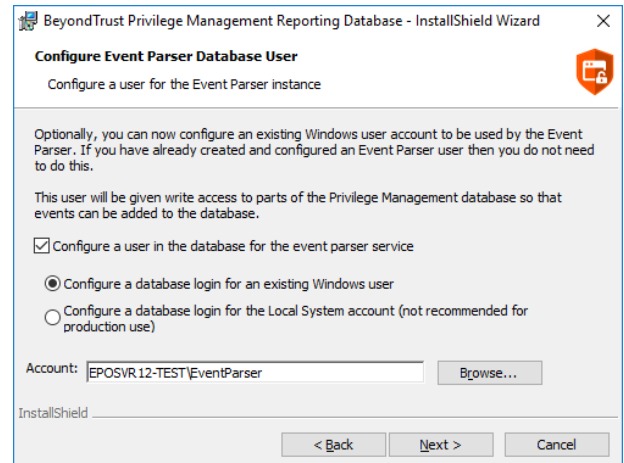 BeyondTrust Privilege Management Reporting Database - InstallShield Wizard
Configure Event Parser Database User
Configure a user for the Event Parser instance
Optionally, you can now configure an existing Windows user account to be used by the Event
Parser. If you have already created and configured an Event Parser user then you do not need
to do this.
This user will be given write access to parts of the Privilege Management database so that
events can be added to the database.
Configure a user in the database for the event parser service
Configure a database login for an existing Windows user
Configure a database login for the Local System account (not recommended for
production use)
Account: EPOSVR12-TEST\EventParser Browse...
InstallShield
< Back Next > Cancel